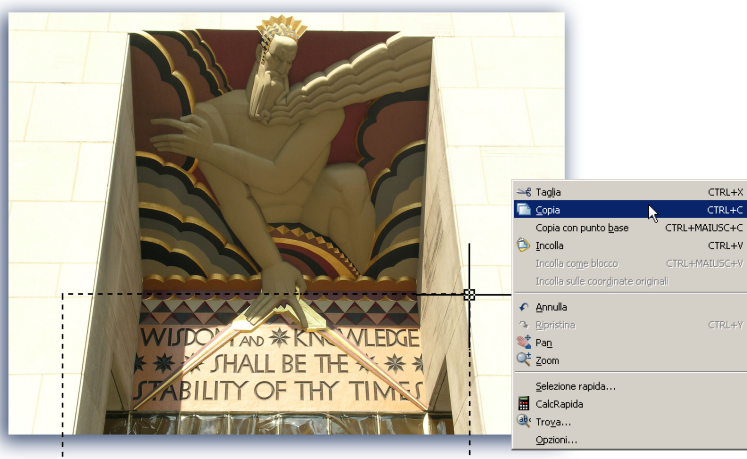 WISDOM AND ✷ KNOWLEDGE
✷ ✷ SHALL BE THE ✷ ✷ ✷
STABILITY OF THY TIMES
Taglia CTRL+X
Copia CTRL+C
Copia con punto base CTRL+MAIUSC+C
Incolla CTRL+V
Incolla come blocco CTRL+MAIUSC+V
Incolla sulle coordinate originali
Annulla
Ripristina CTRL+Y
Pan
Zoom
Selezione rapida...
CalcRapida
Trova...
Opzioni...